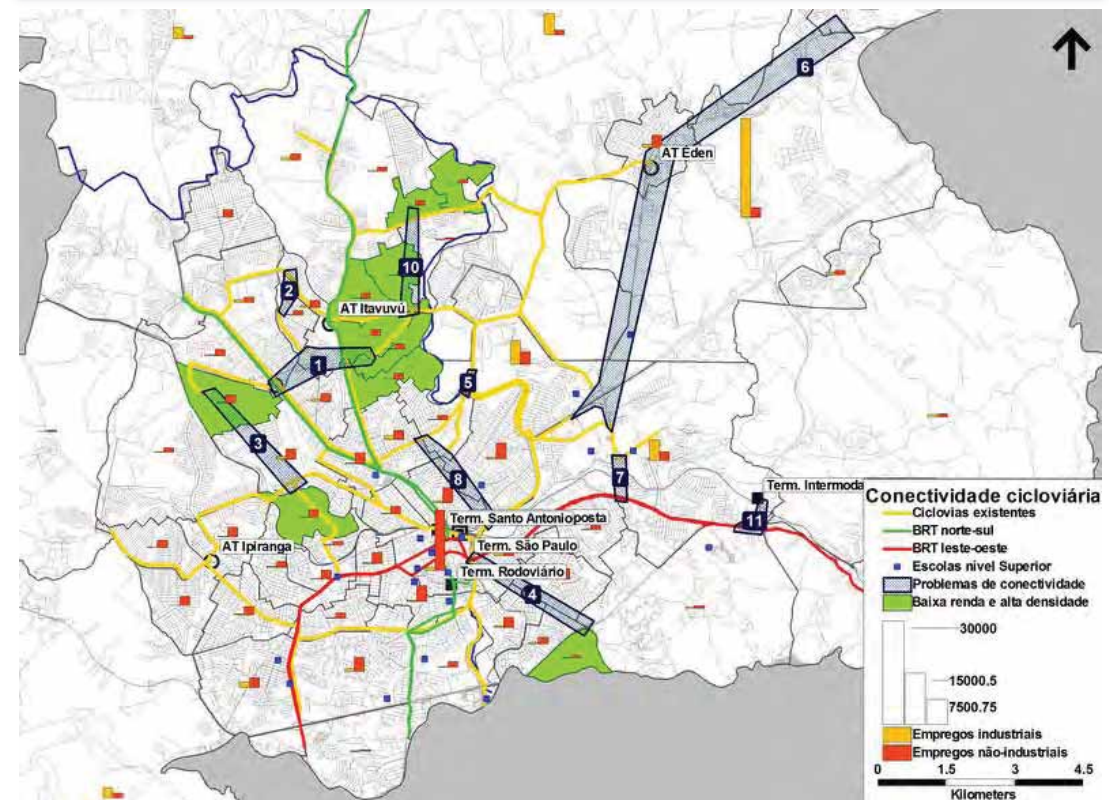 6
AT Éden
10
2
AT Itavuvú
1
5
3
8
7
Term. Intermoda
11
Term. Santo Antonioposta
AT Ipiranga
Term. São Paulo
Term. Rodoviário
4
Conectividade cicloviária
Ciclovias existentes
BRT norte-sul
BRT leste-oeste
Escolas nível Superior
Problemas de conectividade
Baixa renda e alta densidade
30000
15000.5
7500.75
Empregos industriais
Empregos não-industriais
0 1.5 3 4.5
Kilometers